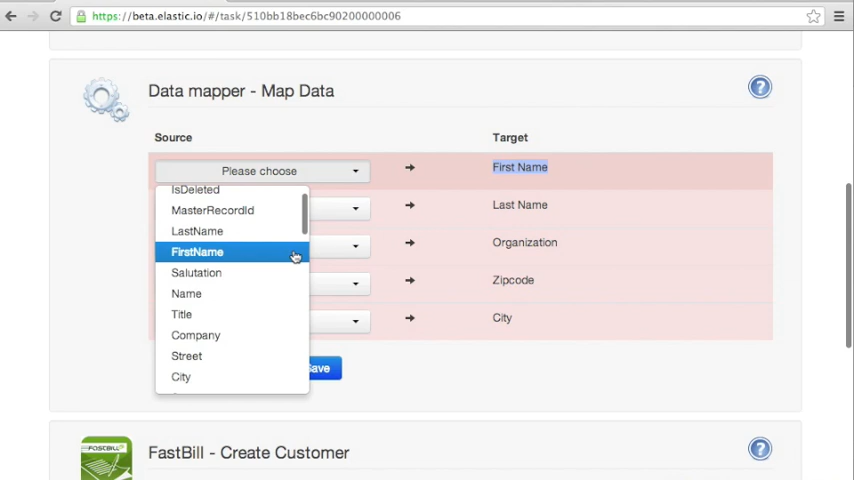 https://beta.elastic.io/#/task/510bb18bec6bc90200000006
Data mapper - Map Data
?
Source
Target
Please choose
First Name
IsDeleted
MasterRecordId
Last Name
LastName
FirstName
Organization
Salutation
Zipcode
Name
Title
City
Company
Street
Save
City
FASTBILL
FastBill - Create Customer
?